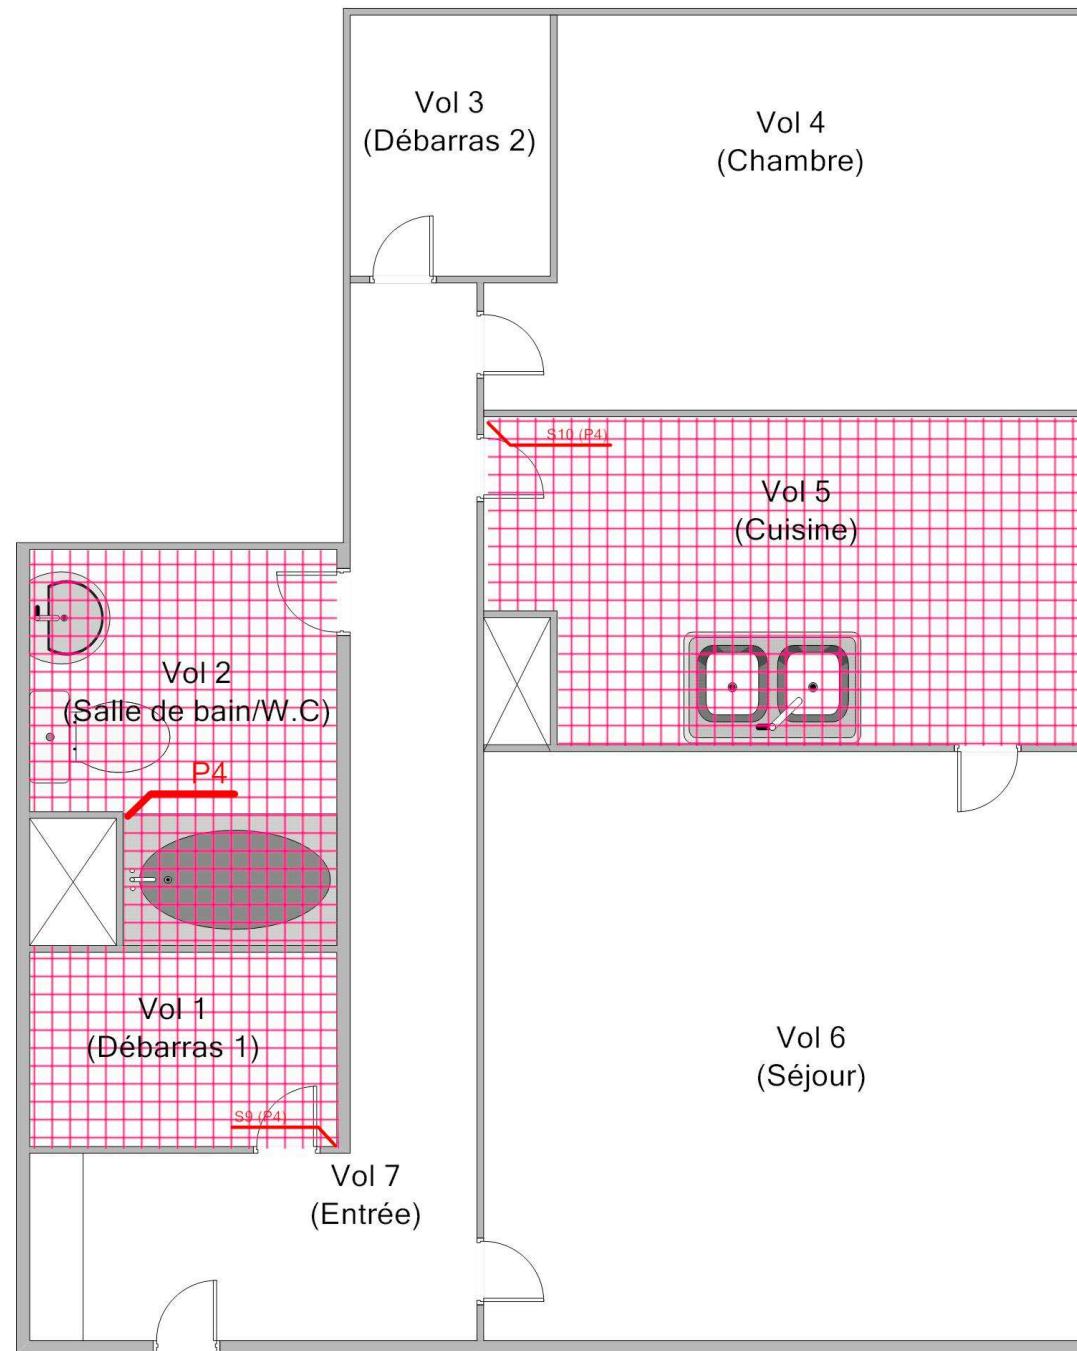 Vol 3
(Débarras 2)
Vol 4
(Chambre)
S10 (P4)
Vol 5
(Cuisine)
Vol 2
(Salle de bain/W.C)
P4
Vol 1
(Débarras 1)
Vol 6
(Séjour)
S9 (P4)
Vol 7
(Entrée)